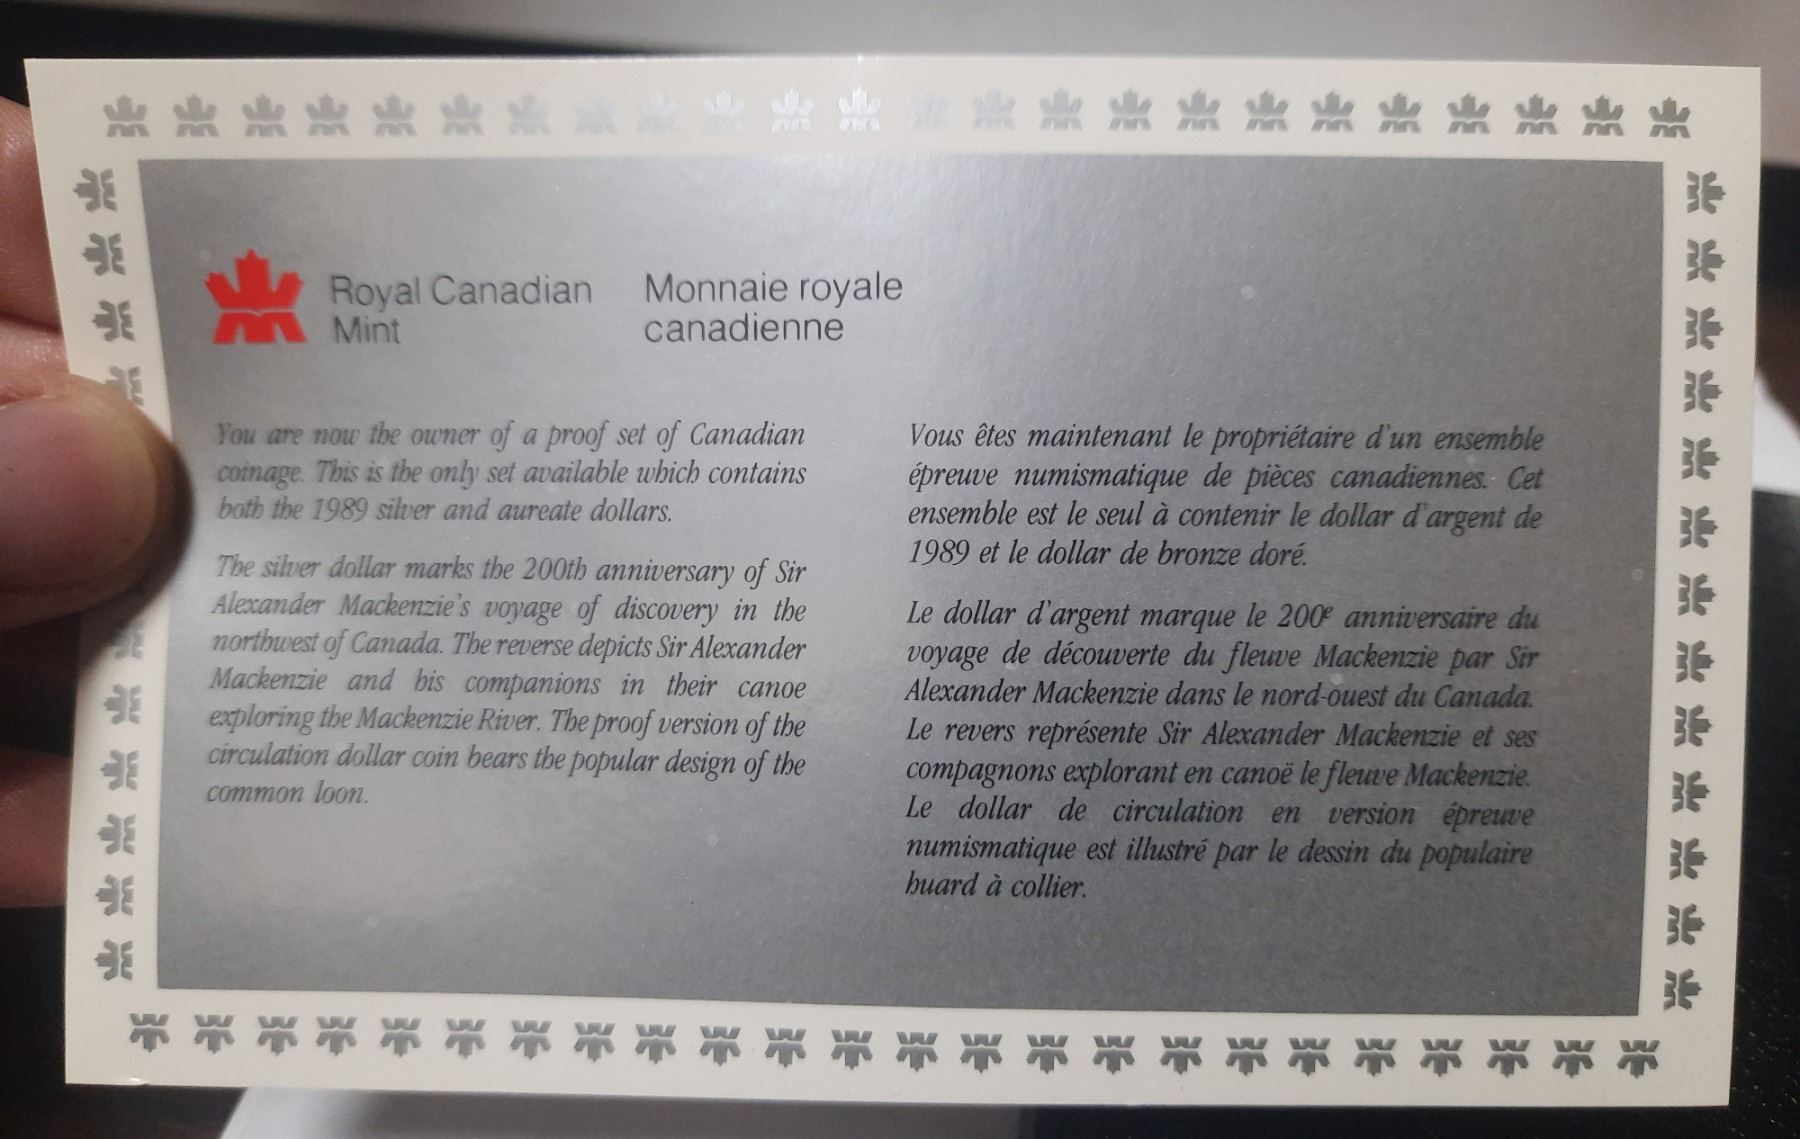 Royal Canadian
Mint
Monnaie royale
canadienne
You are now the owner of a proof set of Canadian
coinage. This is the only set available which contains
both the 1989 silver and aureate dollars.
The silver dollar marks the 200th anniversary of Sir
Alexander Mackenzie's voyage of discovery in the
northwest of Canada. The reverse depicts Sir Alexander
Mackenzie and his companions in their canoe
exploring the Mackenzie River. The proof version of the
circulation dollar coin bears the popular design of the
common loon.
Vous êtes maintenant le propriétaire d'un ensemble
épreuve numismatique de pièces canadiennes. Cet
ensemble est le seul à contenir le dollar d'argent de
1989 et le dollar de bronze doré.
Le dollar d'argent marque le 200e anniversaire du
voyage de découverte du fleuve Mackenzie par Sir
Alexander Mackenzie dans le nord-ouest du Canada.
Le revers représente Sir Alexander Mackenzie et ses
compagnons explorant en canoë le fleuve Mackenzie.
Le dollar de circulation en version épreuve
numismatique est illustré par le dessin du populaire
huard à collier.